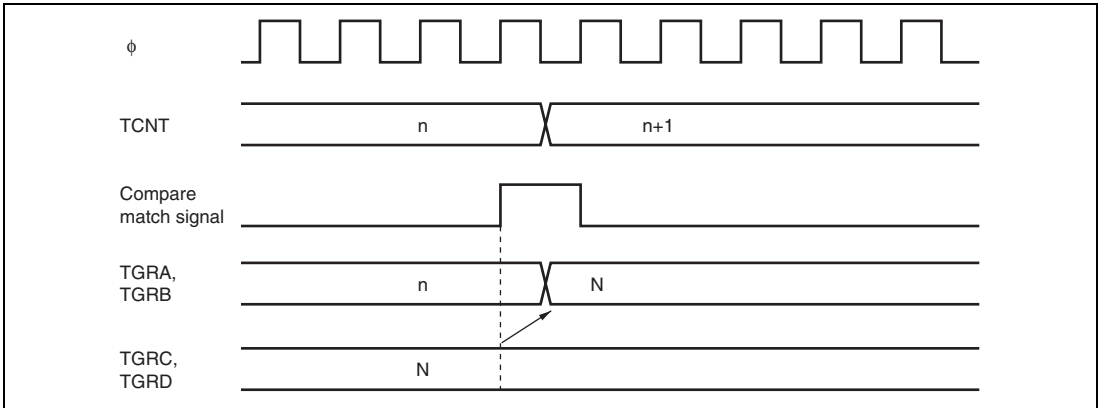 ϕ
TCNT
n
n+1
Compare
match signal
TGRA,
TGRB
n
N
TGRC,
TGRD
N